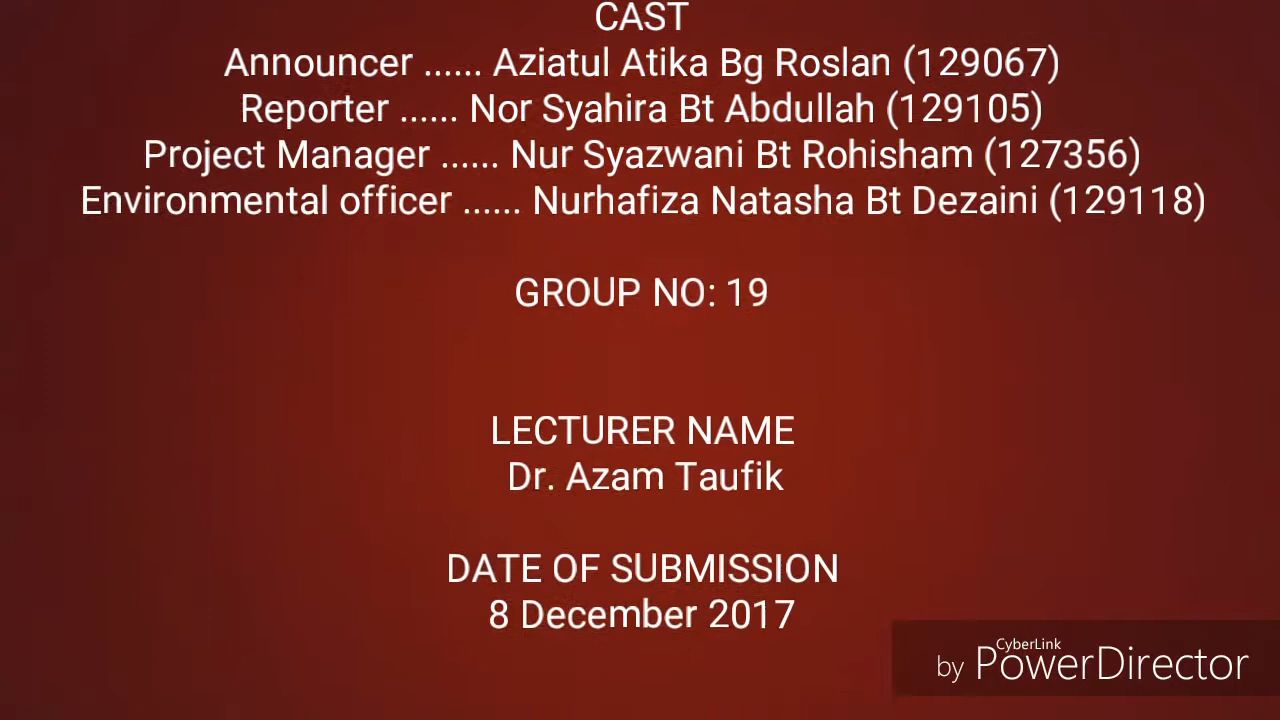 CAST
Announcer ...... Aziatul Atika Bg Roslan (129067)
Reporter ...... Nor Syahira Bt Abdullah (129105)
Project Manager ...... Nur Syazwani Bt Rohisham (127356)
Environmental officer ...... Nurhafiza Natasha Bt Dezaini (129118)
GROUP NO: 19
LECTURER NAME
Dr. Azam Taufik
DATE OF SUBMISSION
8 December 2017
CyberLink
by PowerDirector